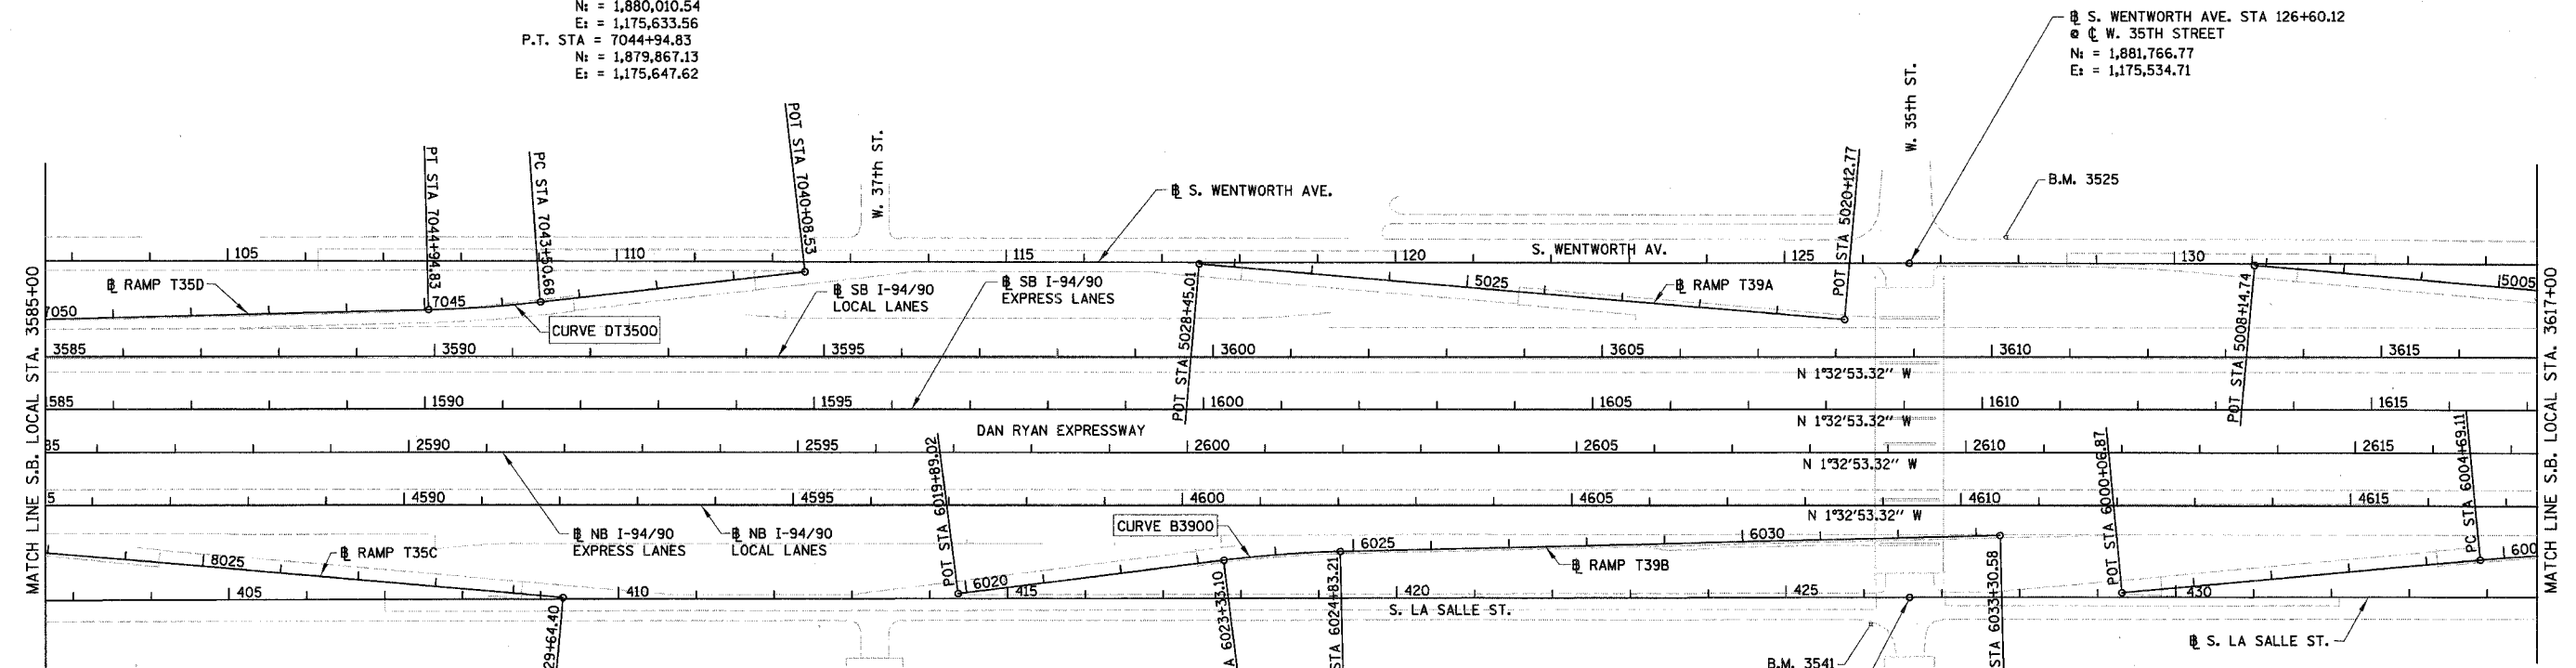 N: = 1,880,010.54
E: = 1,175,633.56
P.T. STA = 7044+94.83
N: = 1,879,867.13
E: = 1,175,647.62
℄ S. WENTWORTH AVE. STA 126+60.12
@ ℄ W. 35TH STREET
N: = 1,881,766.77
E: = 1,175,534.71
PT STA 7044+94.83
PC STA 7043+50.68
POT STA 7040+08.53
W. 37th ST.
℄ S. WENTWORTH AVE.
POT STA 5020+12.77
W. 35th ST.
B.M. 3525
105
110
115
120
S. WENTWORTH AV.
125
130
MATCH LINE S.B. LOCAL STA. 3585+00
℄ RAMP T35D
7050
7045
CURVE DT3500
℄ SB I-94/90
LOCAL LANES
℄ SB I-94/90
EXPRESS LANES
POT STA 5028+45.01
5025
℄ RAMP T39A
POT STA 5008+14.74
5005
MATCH LINE S.B. LOCAL STA. 3617+00
3585
3590
3595
3600
3605
3610
3615
N 1°32'53.32'' W
585
1590
1595
1600
1605
1610
1615
N 1°32'53.32'' W
DAN RYAN EXPRESSWAY
85
2590
2595
2600
2605
2610
2615
N 1°32'53.32'' W
POT STA 6019+89.02
POT STA 6000+06.87
PC STA 6004+69.11
5
4590
4595
4600
4605
4610
4615
N 1°32'53.32'' W
℄ NB I-94/90
EXPRESS LANES
℄ NB I-94/90
LOCAL LANES
CURVE B3900
℄ RAMP T35C
8025
6020
6025
6030
℄ RAMP T39B
600
405
410
415
420
S. LA SALLE ST.
425
430
29+64.40
A 6023+33.10
STA 6024+83.21
STA 6033+30.58
B.M. 3541
℄ S. LA SALLE ST.